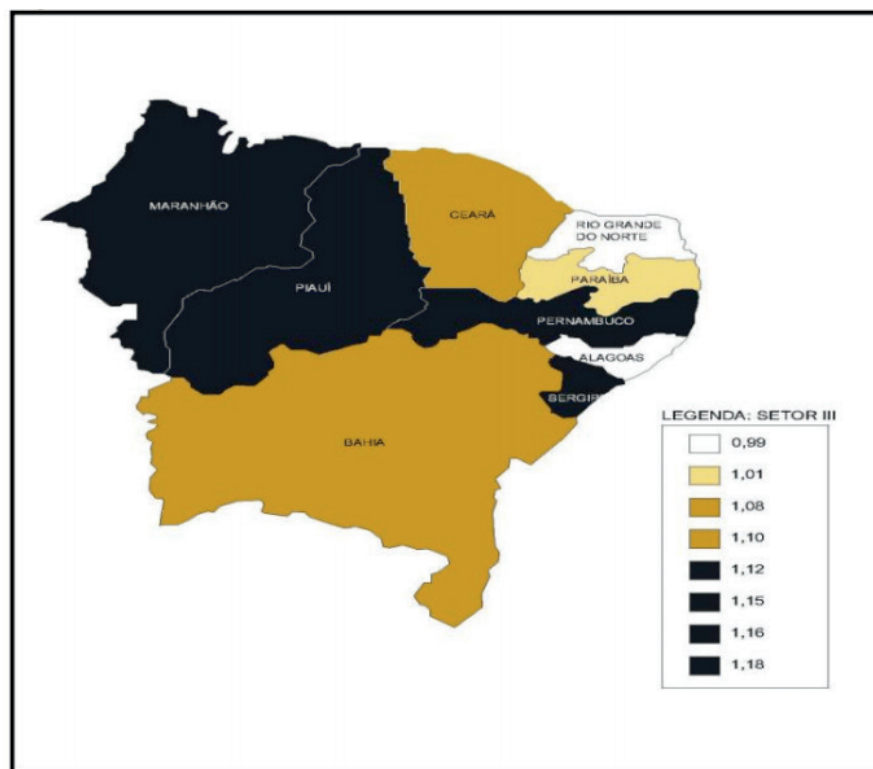 MARANHÃO
CEARÁ
RIO GRANDE
DO NORTE
PIAUÍ
PARAÍBA
PERNAMBUCO
ALAGOAS
SERGIP
BAHIA
LEGENDA: SETOR III
0,99
1,01
1,08
1,10
1,12
1,15
1,16
1,18